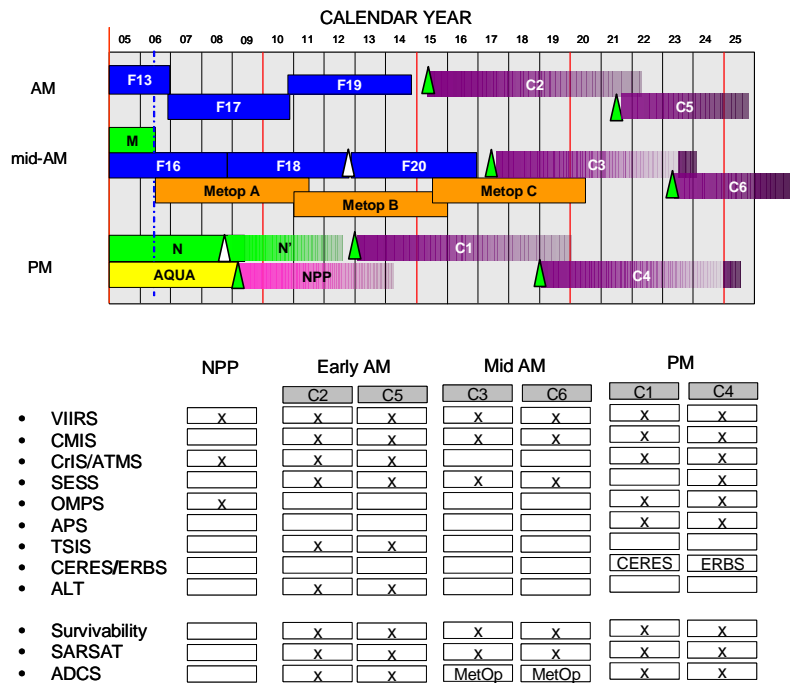 CALENDAR YEAR
05 06 07 08 09 10 11 12 13 14 15 16 17 18 19 20 21 22 23 24 25
AM
F13 F19 C2
F17 C5
M
mid-AM
F16 F18 F20 C3
Metop A Metop C C6
Metop B
PM
N N' C1
AQUA NPP C4
NPP Early AM Mid AM PM
C2 C5 C3 C6 C1 C4
• VIIRS x x x x x x x
• CMIS x x x x x x
• CrIS/ATMS x x x x x
• SESS x x x x x
• OMPS x x x
• APS x x
• TSIS x x
• CERES/ERBS CERES ERBS
• ALT x x
• Survivability x x x x x x
• SARSAT x x x x x x
• ADCS x x MetOp MetOp x x